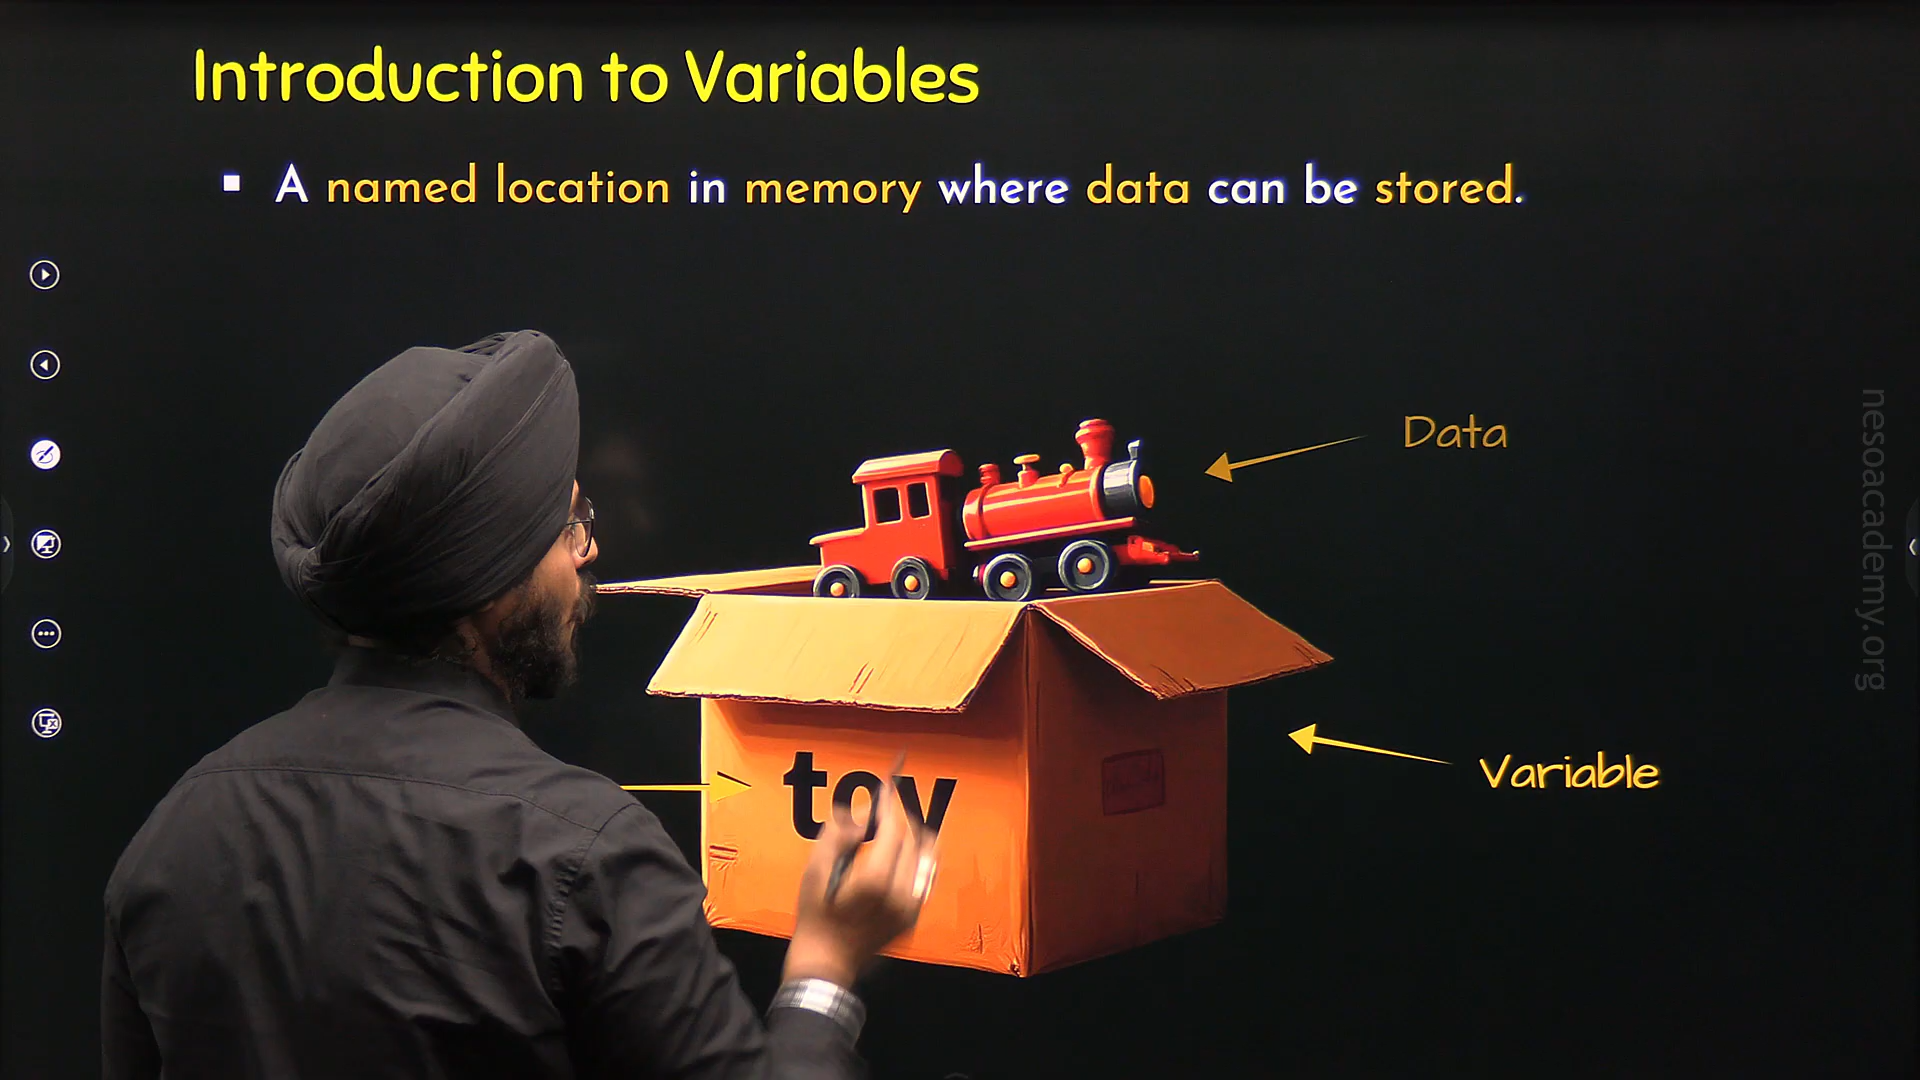 Introduction to Variables
▪ A named location in memory where data can be stored.
Data
toy
Variable
nesoacademy.org